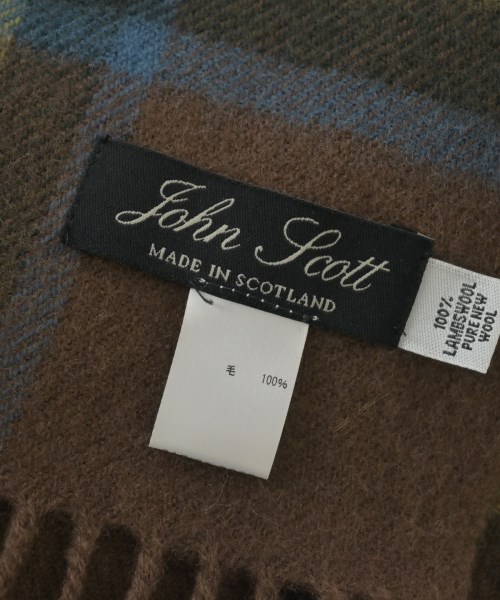 John Scott
MADE IN SCOTLAND
100%
LAMBSWOOL
PURE NEW
WOOL
毛 100%